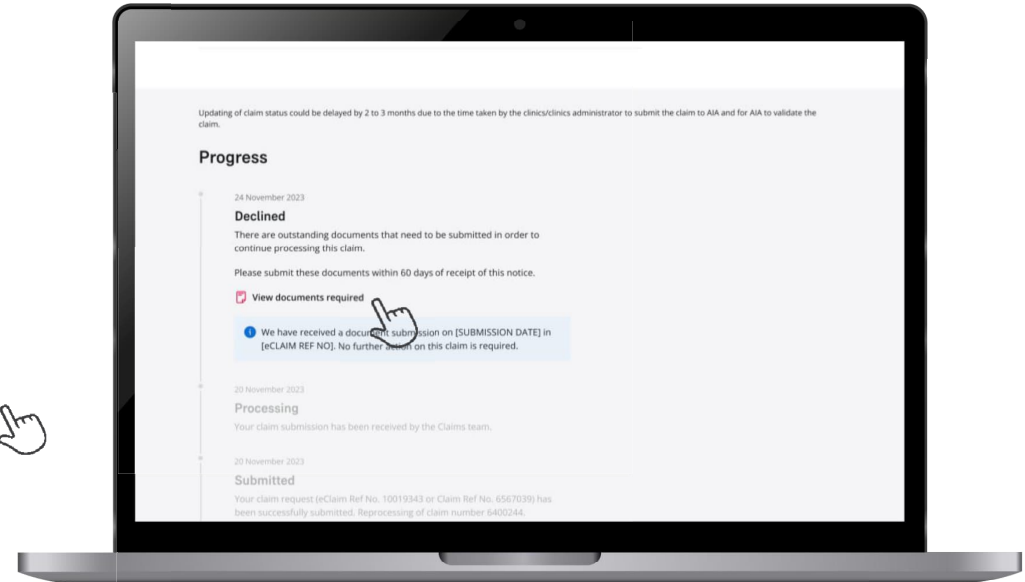 Updating of claim status could be delayed by 2 to 3 months due to the time taken by the clinics/clinics administrator to submit the claim to AIA and for AIA to validate the
claim.
Progress
24 November 2023
Declined
There are outstanding documents that need to be submitted in order to
continue processing this claim.
Please submit these documents within 60 days of receipt of this notice.
View documents required
We have received a document submission on [SUBMISSION DATE] in
[eCLAIM REF NO]. No further action on this claim is required.
20 November 2023
Processing
Your claim submission has been received by the Claims team.
20 November 2023
Submitted
Your claim request (eClaim Ref No. 10019343 or Claim Ref No. 6567039) has
been successfully submitted. Reprocessing of claim number 6400244.